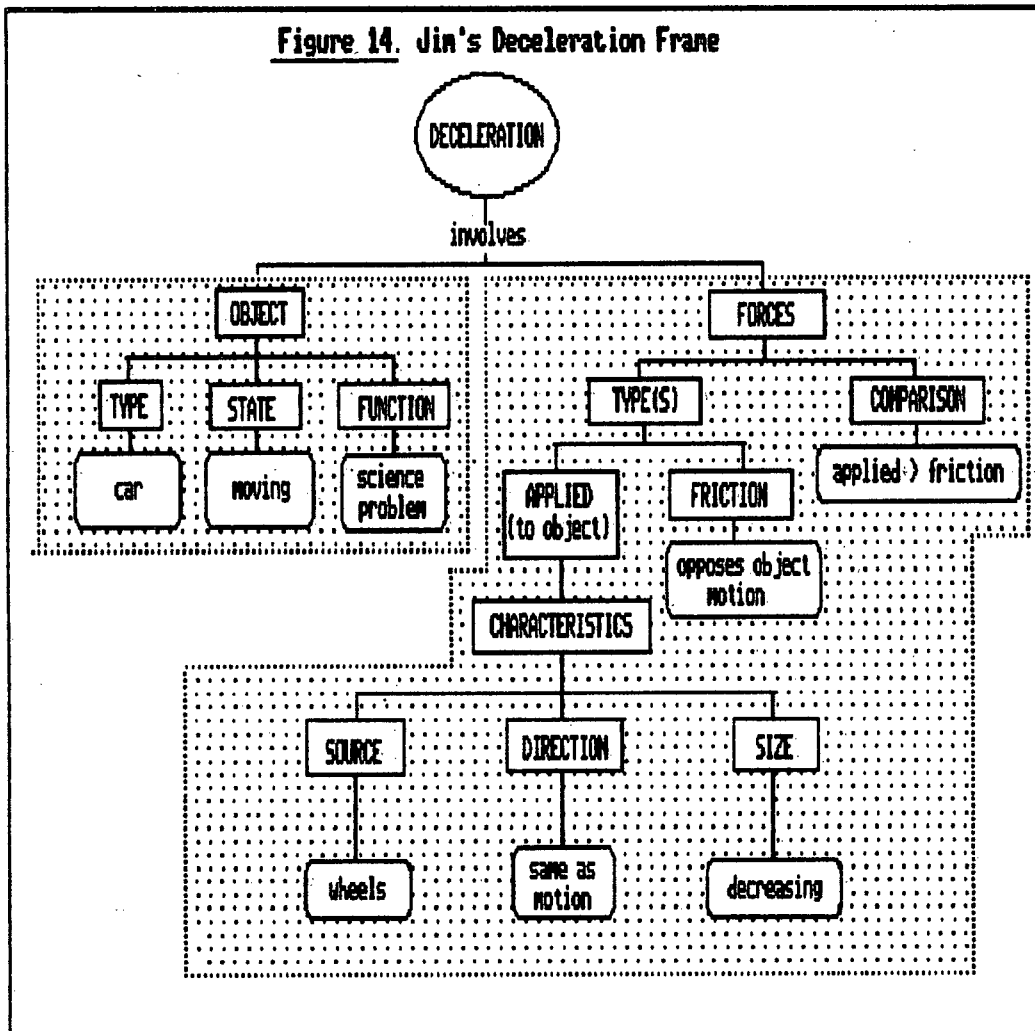 Figure 14. Jim's Deceleration Frame
DECELERATION
involves
OBJECT
FORCES
TYPE
STATE
FUNCTION
TYPE(S)
COMPARISON
car
moving
science
problem
APPLIED
(to object)
FRICTION
applied > friction
opposes object
motion
CHARACTERISTICS
SOURCE
DIRECTION
SIZE
wheels
same as
motion
decreasing